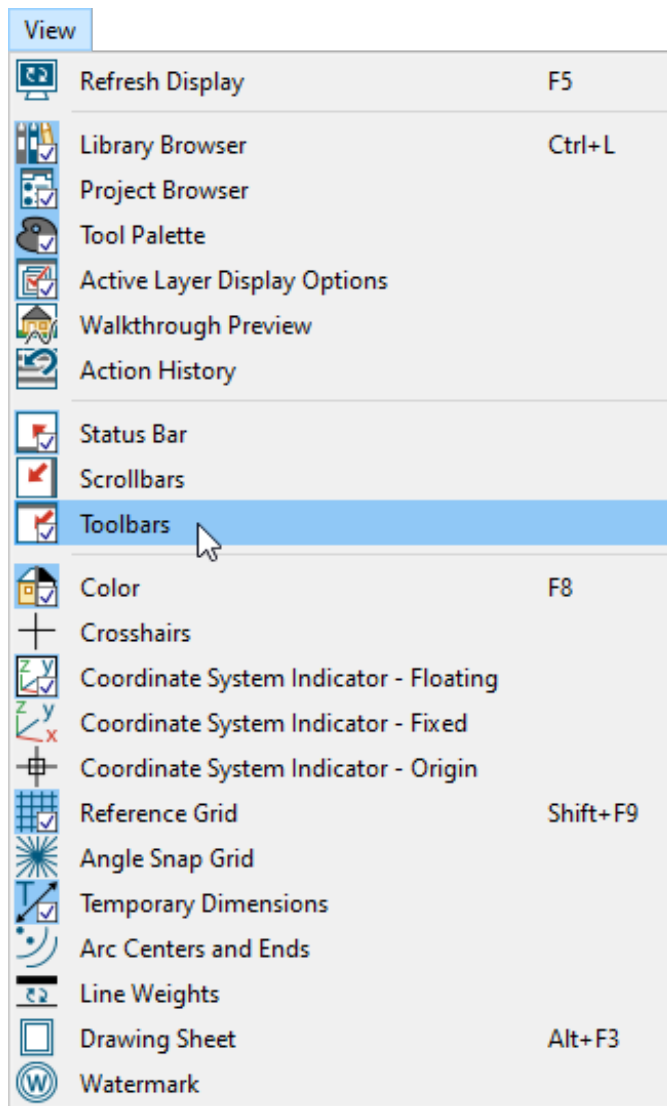 View
Refresh Display F5
Library Browser Ctrl+L
Project Browser
Tool Palette
Active Layer Display Options
Walkthrough Preview
Action History
Status Bar
Scrollbars
Toolbars
Color F8
Crosshairs
Coordinate System Indicator - Floating
Coordinate System Indicator - Fixed
Coordinate System Indicator - Origin
Reference Grid Shift+F9
Angle Snap Grid
Temporary Dimensions
Arc Centers and Ends
Line Weights
Drawing Sheet Alt+F3
Watermark